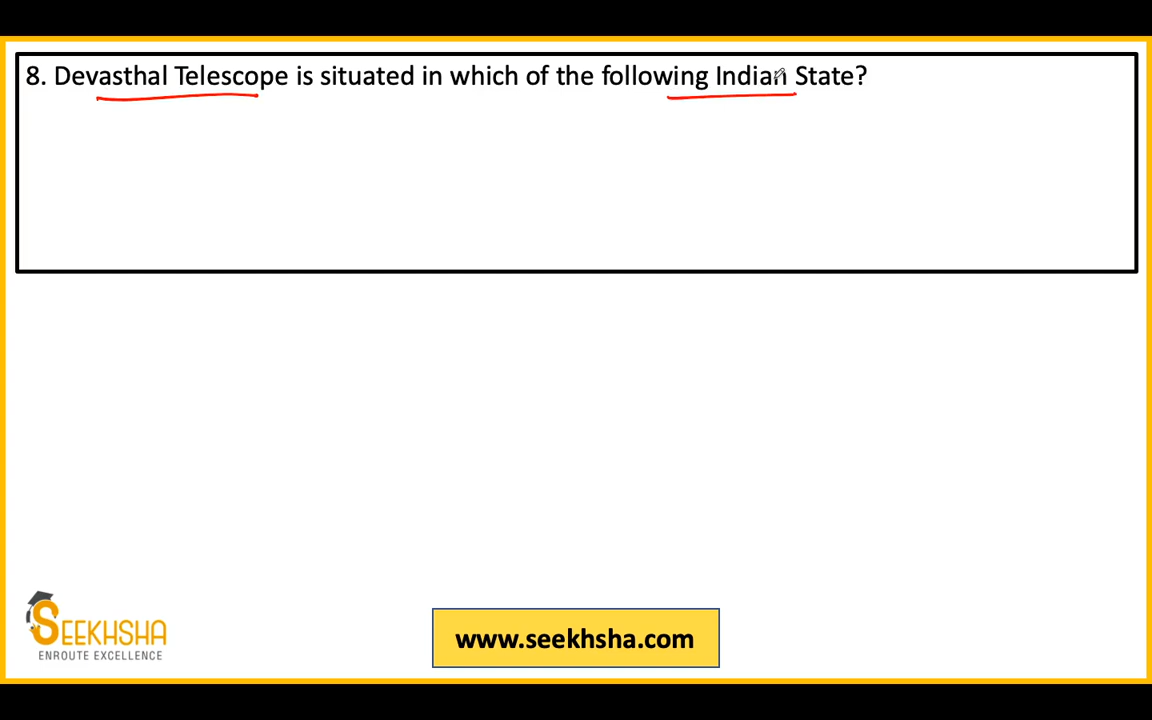 8. Devasthal Telescope is situated in which of the following Indian State?
SEEKHSHA
ENROUTE EXCELLENCE
www.seekhsha.com